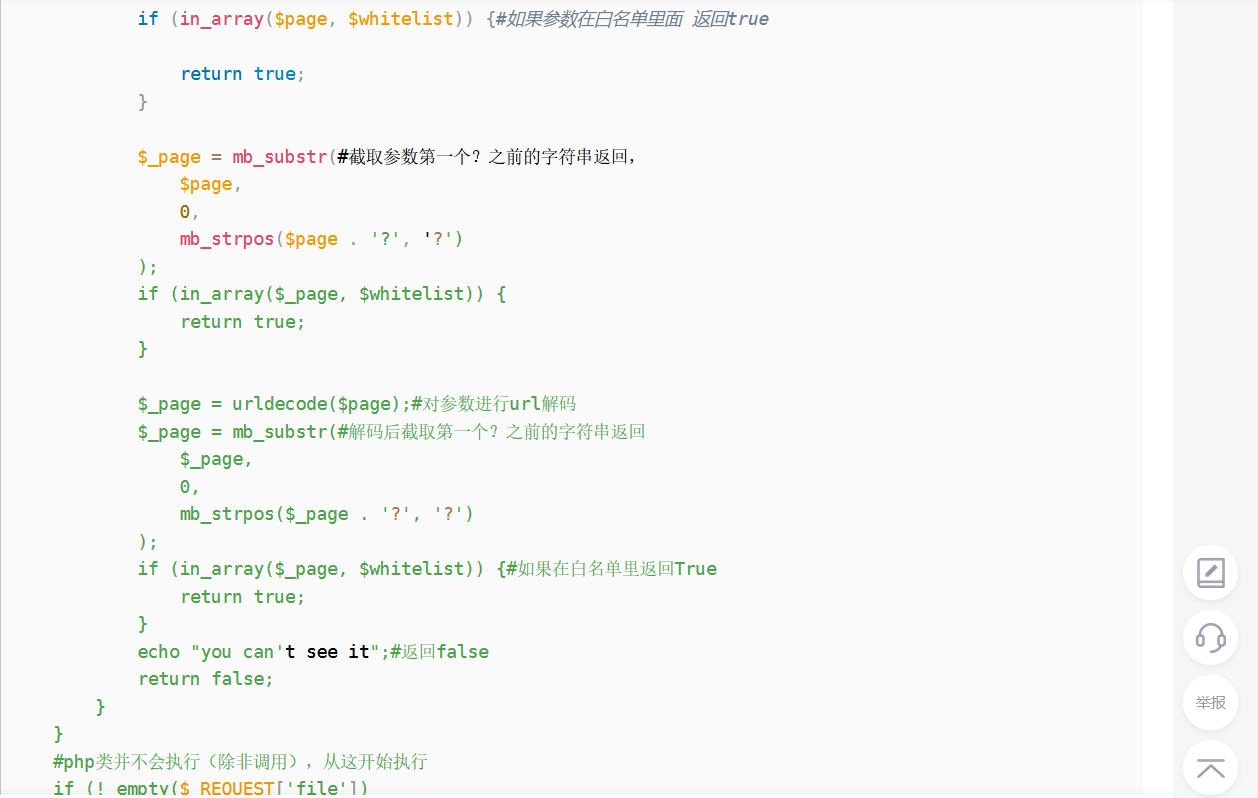 if (in_array($page, $whitelist)) {#如果参数在白名单里面 返回true
return true;
}
$_page = mb_substr(#截取参数第一个？之前的字符串返回，
$page,
0,
mb_strpos($page . '?', '?')
);
if (in_array($_page, $whitelist)) {
return true;
}
$_page = urldecode($page);#对参数进行url解码
$_page = mb_substr(#解码后截取第一个？之前的字符串返回
$_page,
0,
mb_strpos($_page . '?', '?')
);
if (in_array($_page, $whitelist)) {#如果在白名单里返回True
return true;
}
echo "you can't see it";#返回false
return false;
}
}
#php类并不会执行（除非调用），从这开始执行
if (! empty($_REQUEST['file'])
举报